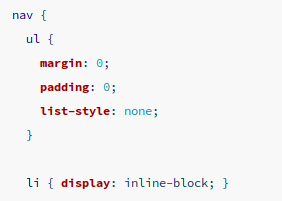 nav {
  ul {
    margin: 0;
    padding: 0;
    list-style: none;
  }

  li { display: inline-block; }